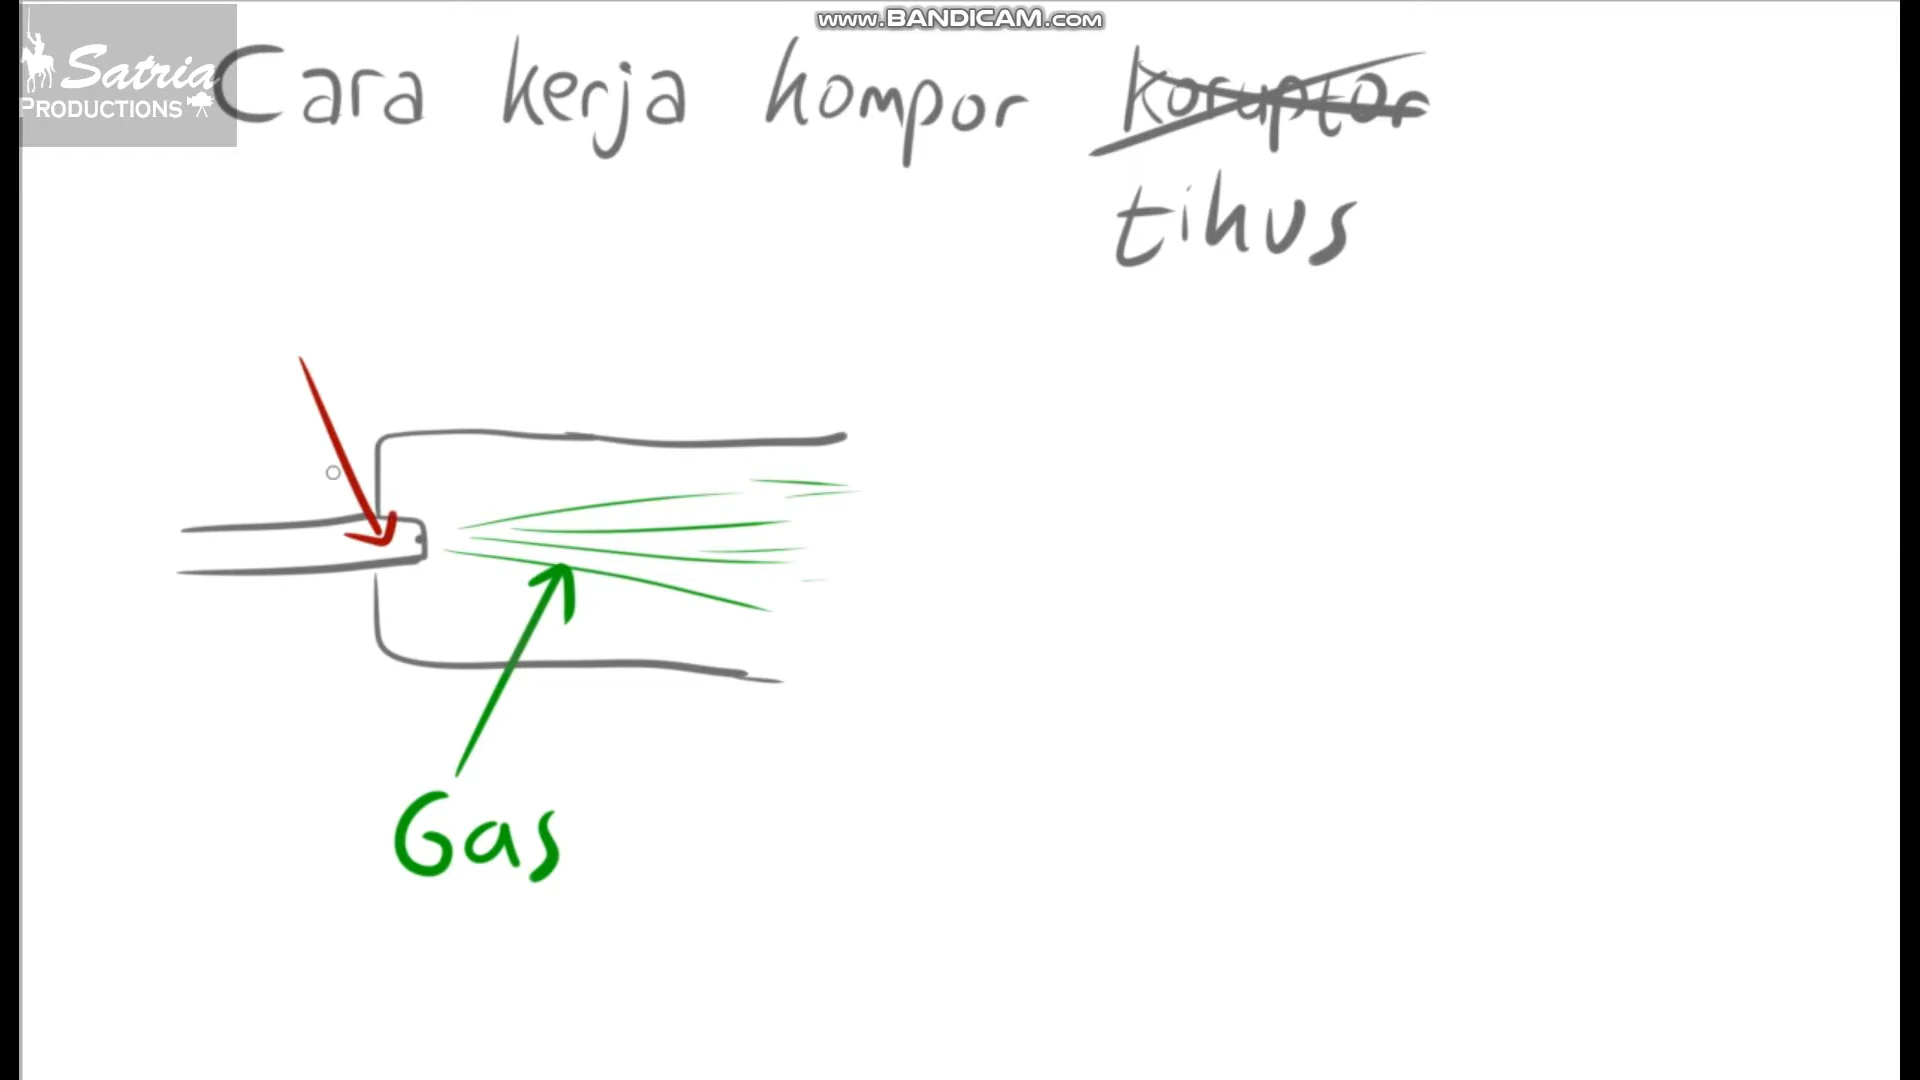 www.BANDICAM.com
Satria
PRODUCTIONS
Cara kerja kompor koruptor
tikus
Gas